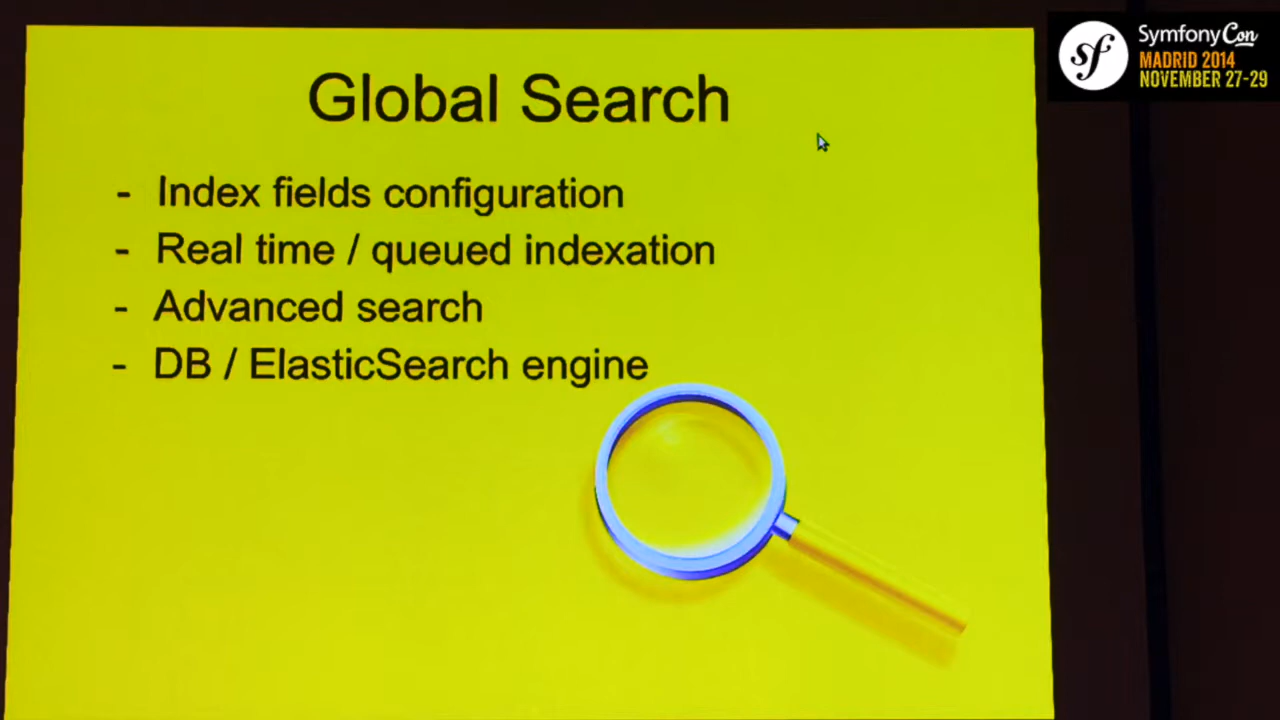 Global Search
- Index fields configuration
- Real time / queued indexation
- Advanced search
- DB / ElasticSearch engine
sf
SymfonyCon
MADRID 2014
NOVEMBER 27-29